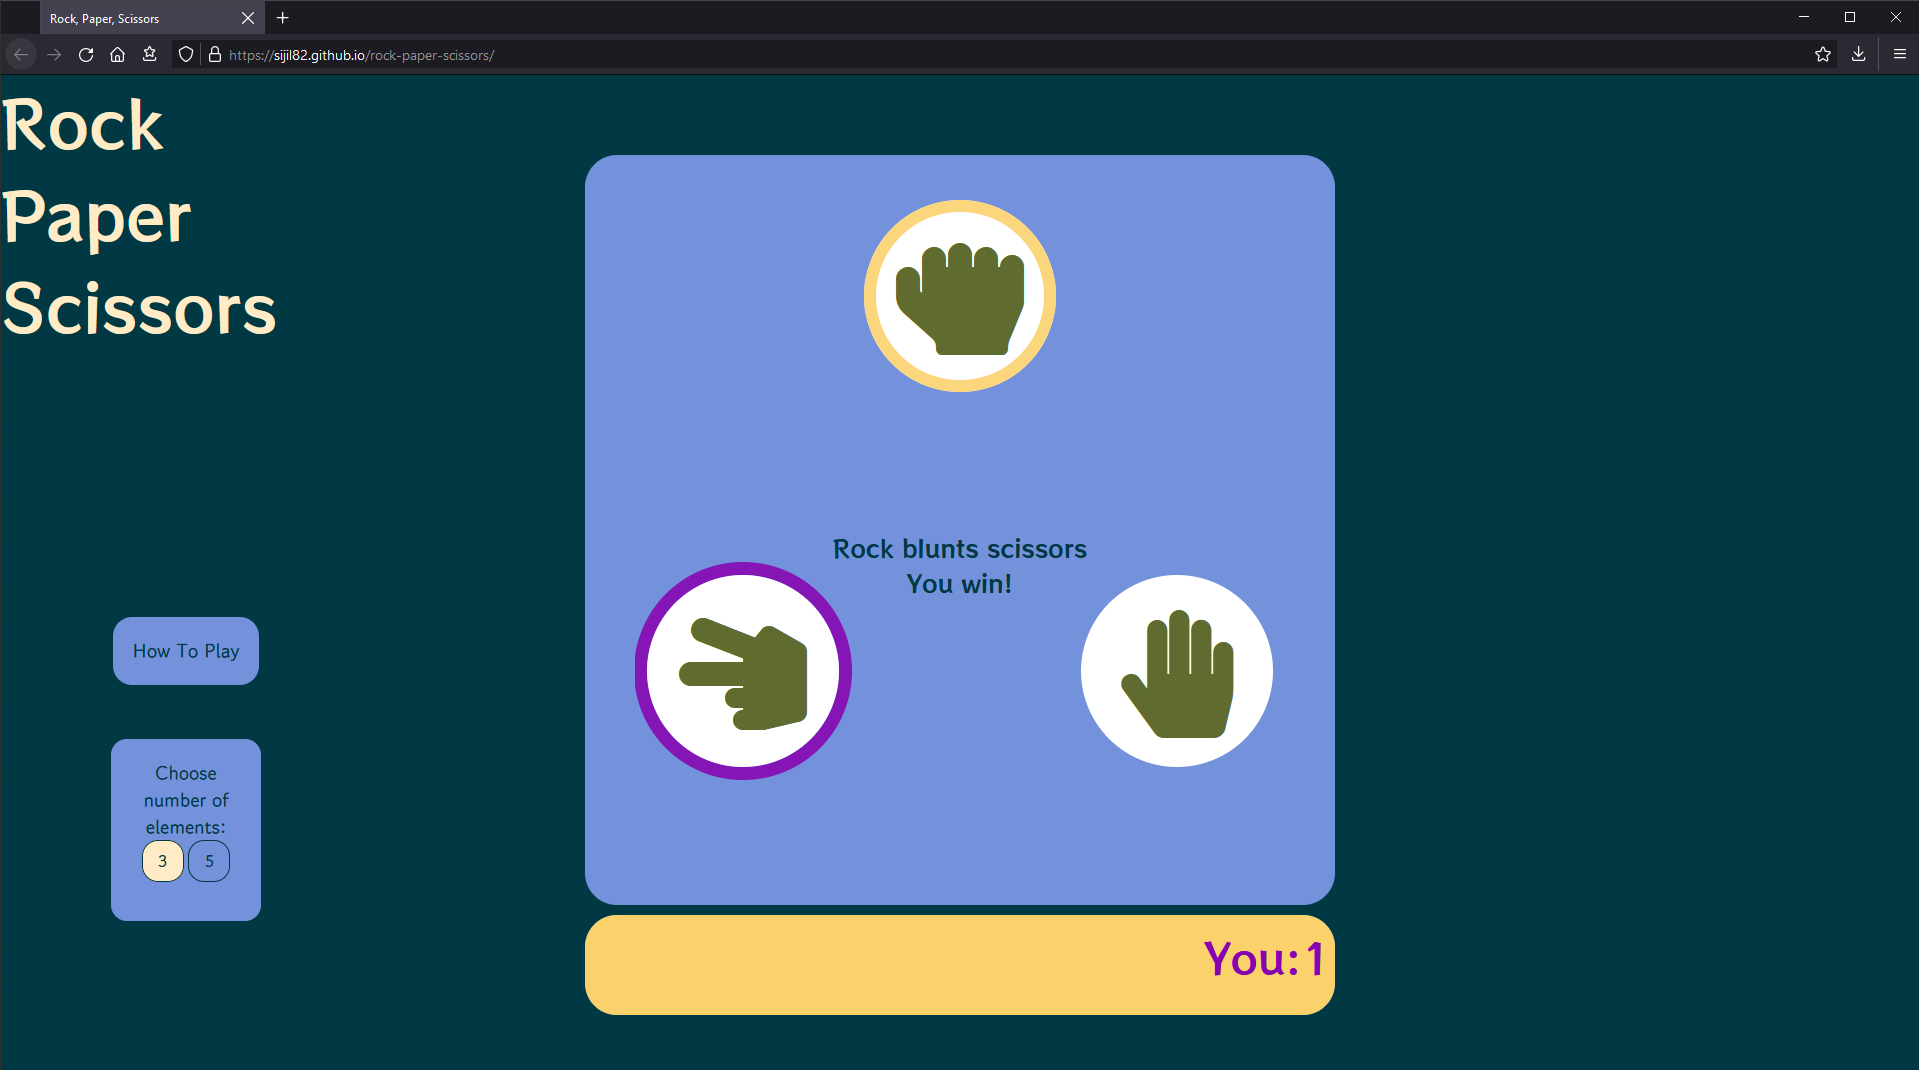 Rock, Paper, Scissors
https://sijil82.github.io/rock-paper-scissors/
Rock
Paper
Scissors
Rock blunts scissors
You win!
How To Play
Choose
number of
elements:
3 5
You:1